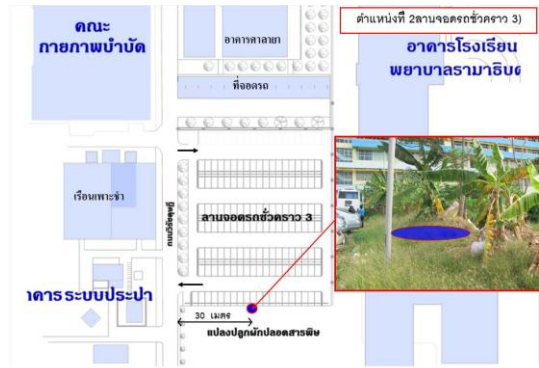 ตำแหน่งที่ 2ลานจอดรถชั่วคราว 3)
คณะ
กายภาพบำบัด
อาคารศาลายา
อาคารโรงเรียน
พยาบาลรามาธิบด
ที่จอดรถ
เรือนเพาะชำ
ลานจอดรถชั่วคราว 3
าคารระบบประปา
30 เมตร
แปลงปลูกผักปลอดสารพิษ